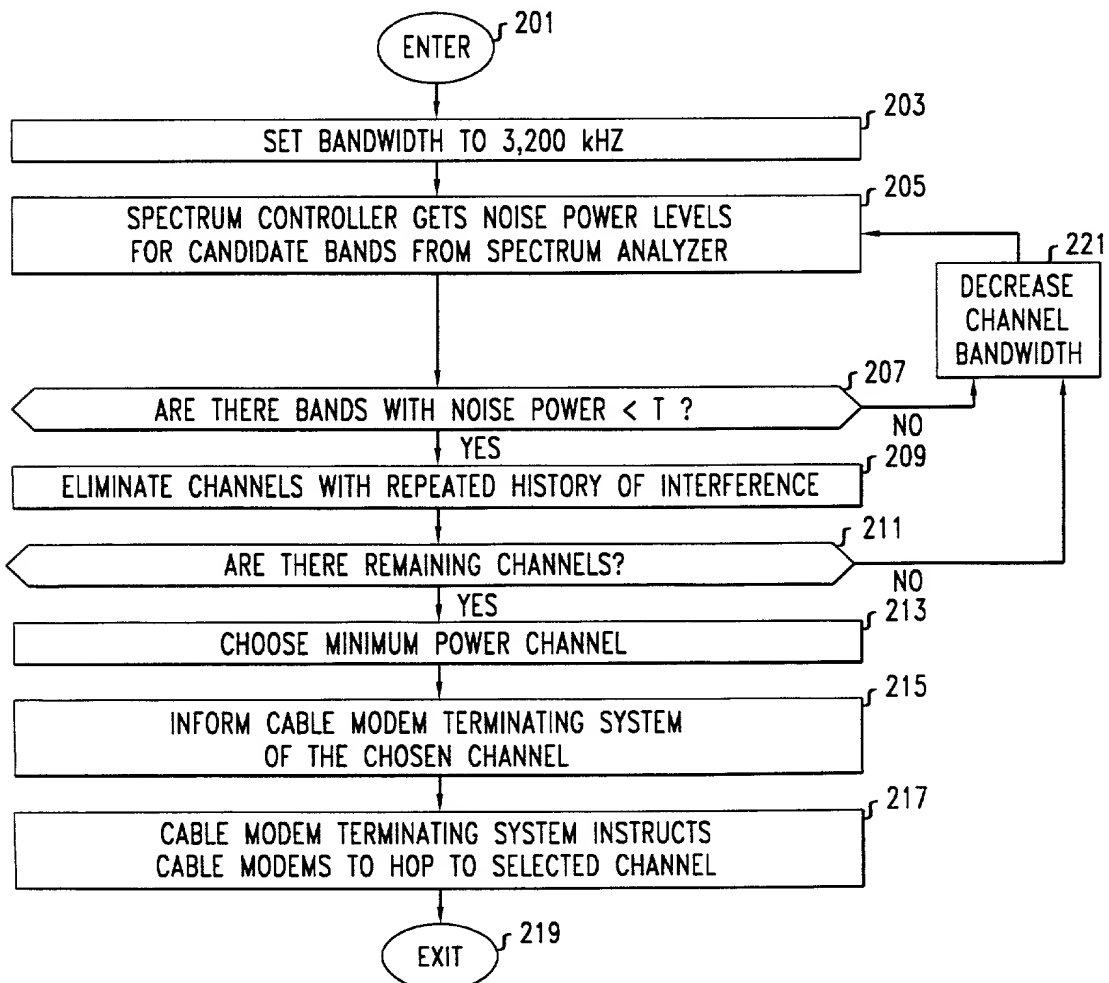 ENTER
201
203
SET BANDWIDTH TO 3,200 kHZ
205
SPECTRUM CONTROLLER GETS NOISE POWER LEVELS
FOR CANDIDATE BANDS FROM SPECTRUM ANALYZER
221
DECREASE
CHANNEL
BANDWIDTH
207
ARE THERE BANDS WITH NOISE POWER < T ?
NO
YES
209
ELIMINATE CHANNELS WITH REPEATED HISTORY OF INTERFERENCE
211
ARE THERE REMAINING CHANNELS?
NO
YES
213
CHOOSE MINIMUM POWER CHANNEL
215
INFORM CABLE MODEM TERMINATING SYSTEM
OF THE CHOSEN CHANNEL
217
CABLE MODEM TERMINATING SYSTEM INSTRUCTS
CABLE MODEMS TO HOP TO SELECTED CHANNEL
EXIT
219